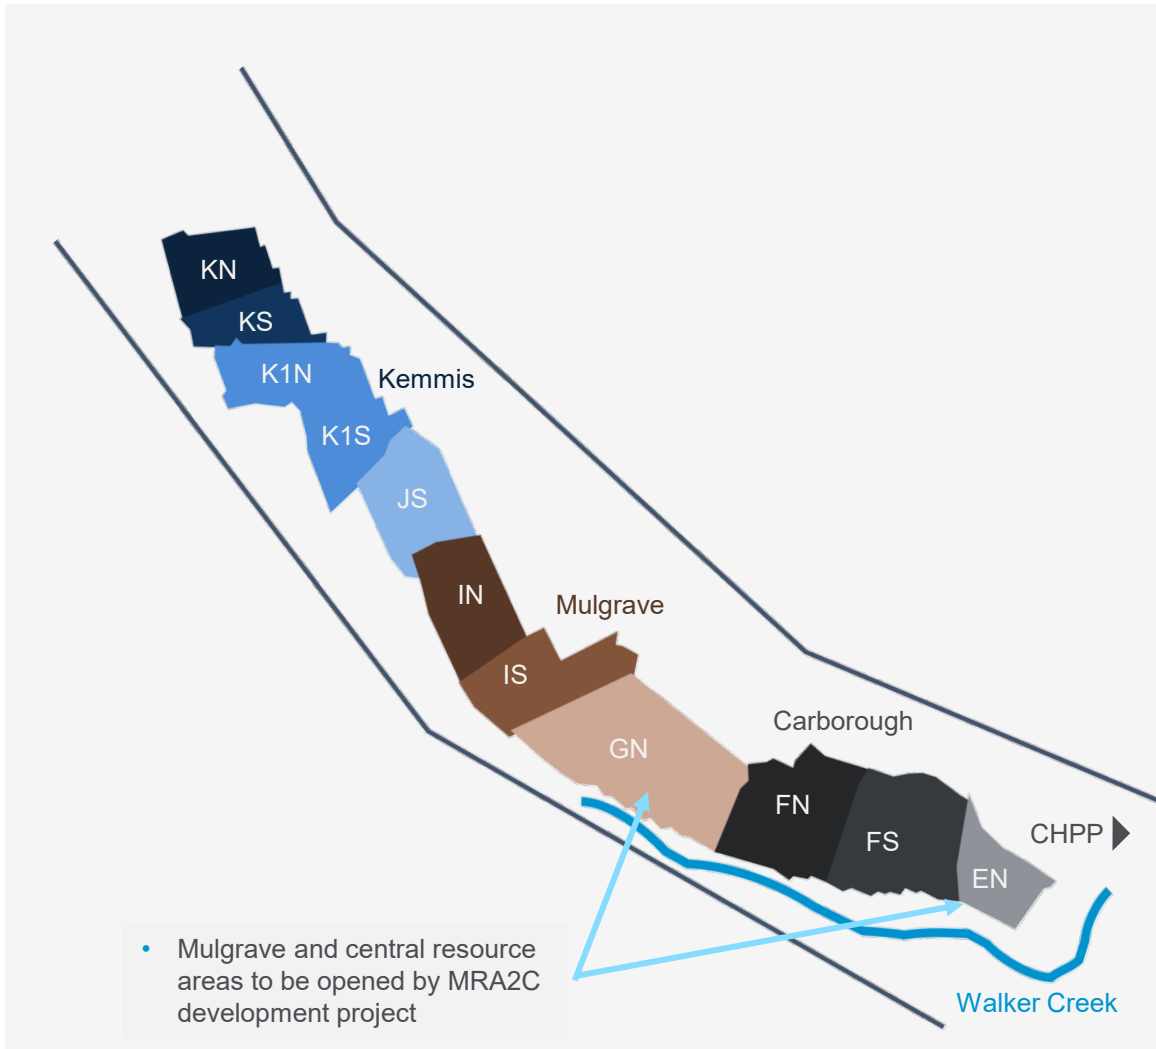 KN
KS
K1N
Kemmis
K1S
JS
IN
Mulgrave
IS
Carborough
GN
FN
CHPP
FS
EN
• Mulgrave and central resource
areas to be opened by MRA2C
development project
Walker Creek